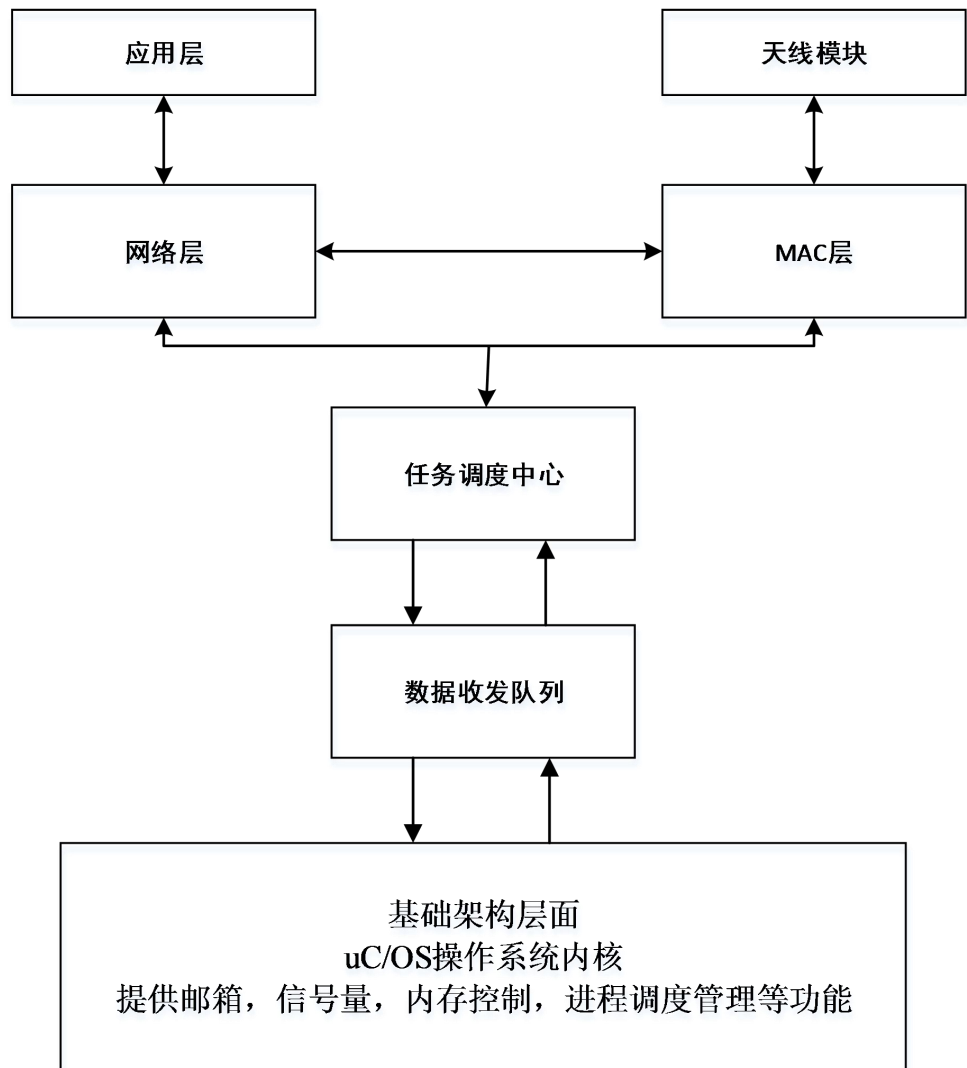 应用层
天线模块
网络层
MAC层
任务调度中心
数据收发队列
基础架构层面
uC/OS操作系统内核
提供邮箱，信号量，内存控制，进程调度管理等功能